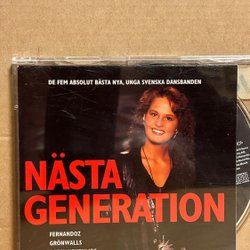 DE FEM ABSOLUT BÄSTA NYA, UNGA SVENSKA DANSBANDEN
NÄSTA
GENERATION
FERNANDOZ
GRÖNWALLS